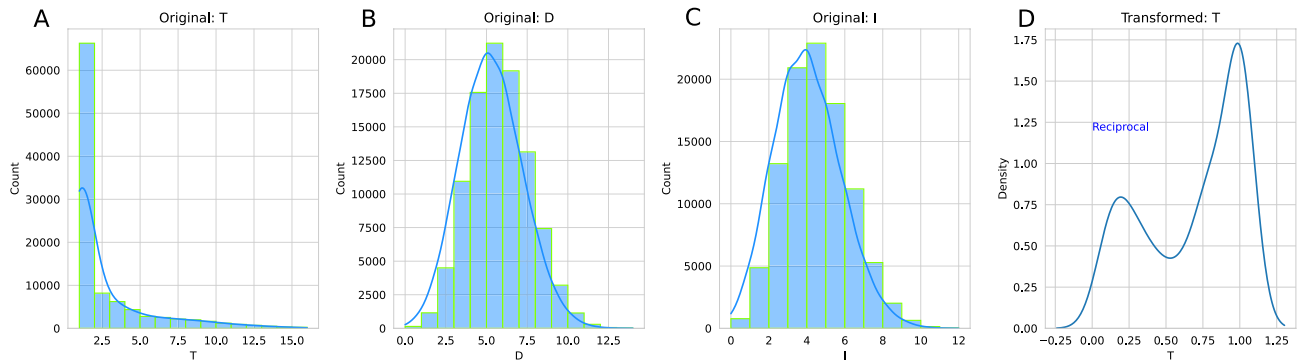 A
Original: T
Count
60000
50000
40000
30000
20000
10000
0
2.5 5.0 7.5 10.0 12.5 15.0
T
B
Original: D
Count
20000
17500
15000
12500
10000
7500
5000
2500
0
0.0 2.5 5.0 7.5 10.0 12.5
D
C
Original: I
Count
20000
15000
10000
5000
0
0 2 4 6 8 10 12
I
D
Transformed: T
Density
1.75
1.50
1.25
1.00
0.75
0.50
0.25
0.00
Reciprocal
−0.25 0.00 0.25 0.50 0.75 1.00 1.25
T